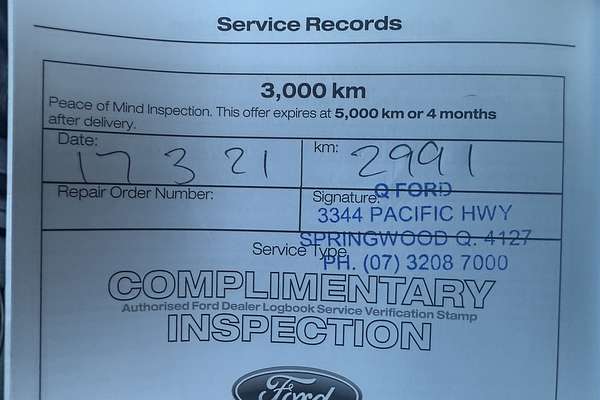 Service Records
3,000 km
Peace of Mind Inspection. This offer expires at 5,000 km or 4 months
after delivery.
Date: 17 3 21
km: 2991
Repair Order Number:
Signature:
Q FORD
3344 PACIFIC HWY
SPRINGWOOD Q. 4127
Service Type
PH. (07) 3208 7000
COMPLIMENTARY
Authorised Ford Dealer Logbook Service Verification Stamp
INSPECTION
Ford